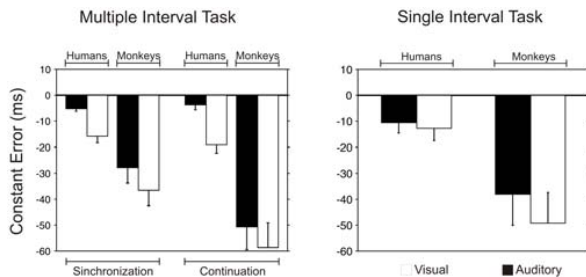 Multiple Interval Task
Single Interval Task
Humans Monkeys Humans Monkeys
Humans Monkeys
Constant Error (ms)
10
0
-10
-20
-30
-40
-50
-60
10
0
-10
-20
-30
-40
-50
-60
Sinchronization Continuation
Visual Auditory